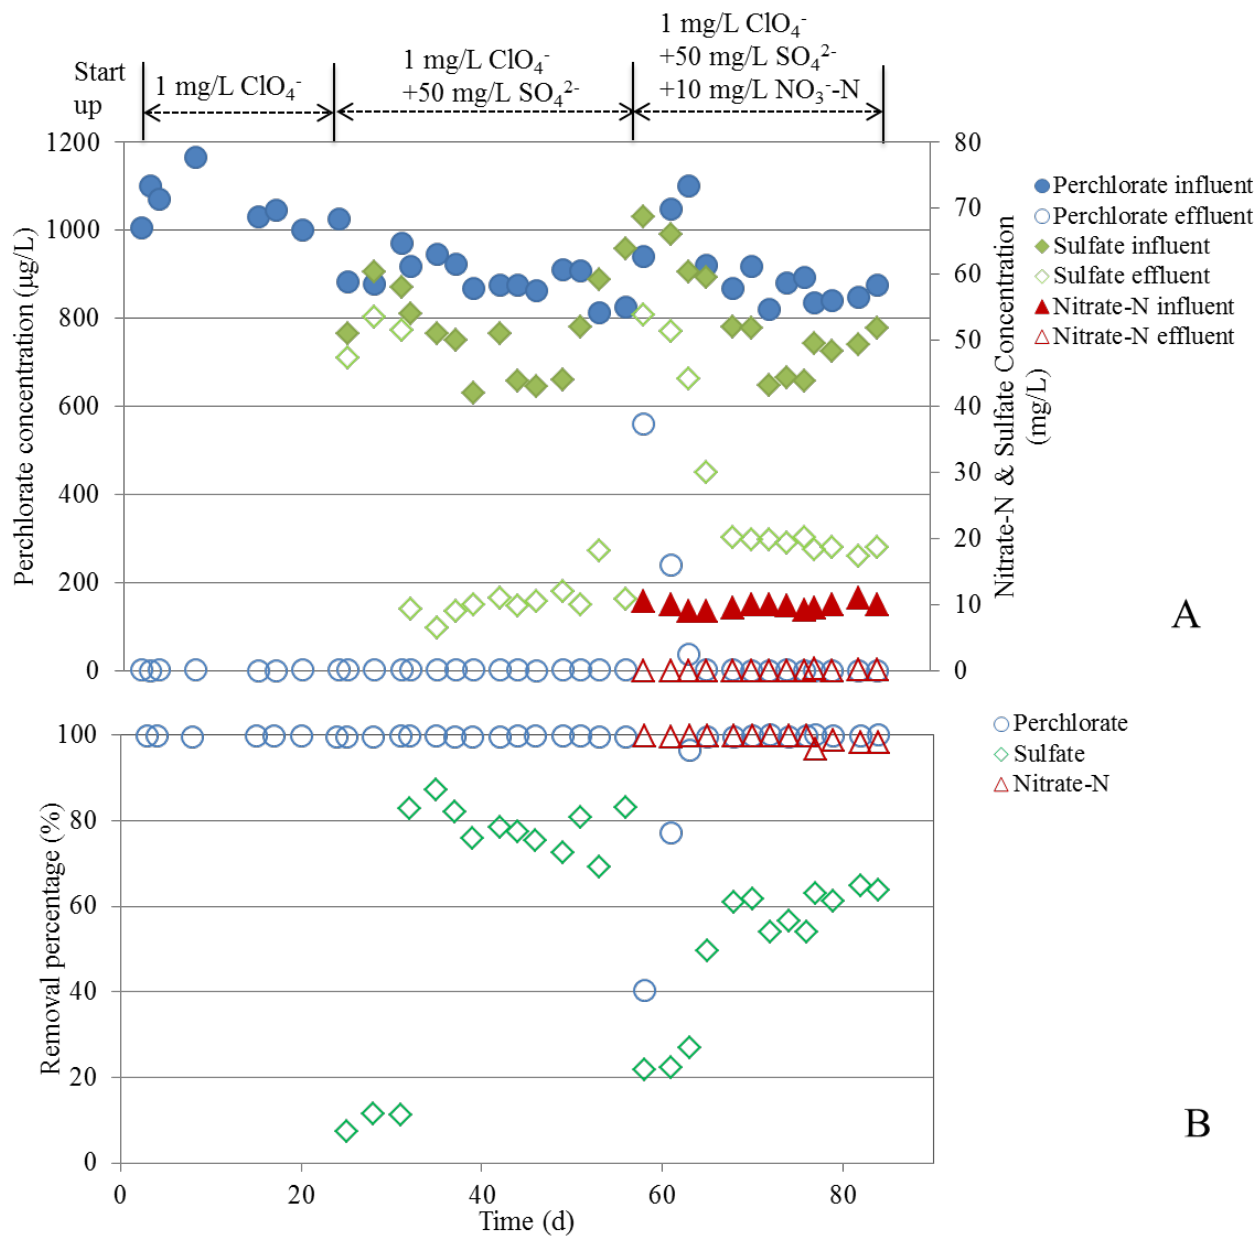 Start
up
1 mg/L ClO₄⁻
1 mg/L ClO₄⁻
+50 mg/L SO₄²⁻
1 mg/L ClO₄⁻
+50 mg/L SO₄²⁻
+10 mg/L NO₃⁻-N
Perchlorate concentration (µg/L)
1200
1000
800
600
400
200
0
80
70
60
50
40
30
20
10
0
Nitrate-N & Sulfate Concentration
(mg/L)
Perchlorate influent
Perchlorate effluent
Sulfate influent
Sulfate effluent
Nitrate-N influent
Nitrate-N effluent
A
Removal percentage (%)
100
80
60
40
20
0
0 20 40 60 80
Time (d)
Perchlorate
Sulfate
Nitrate-N
B